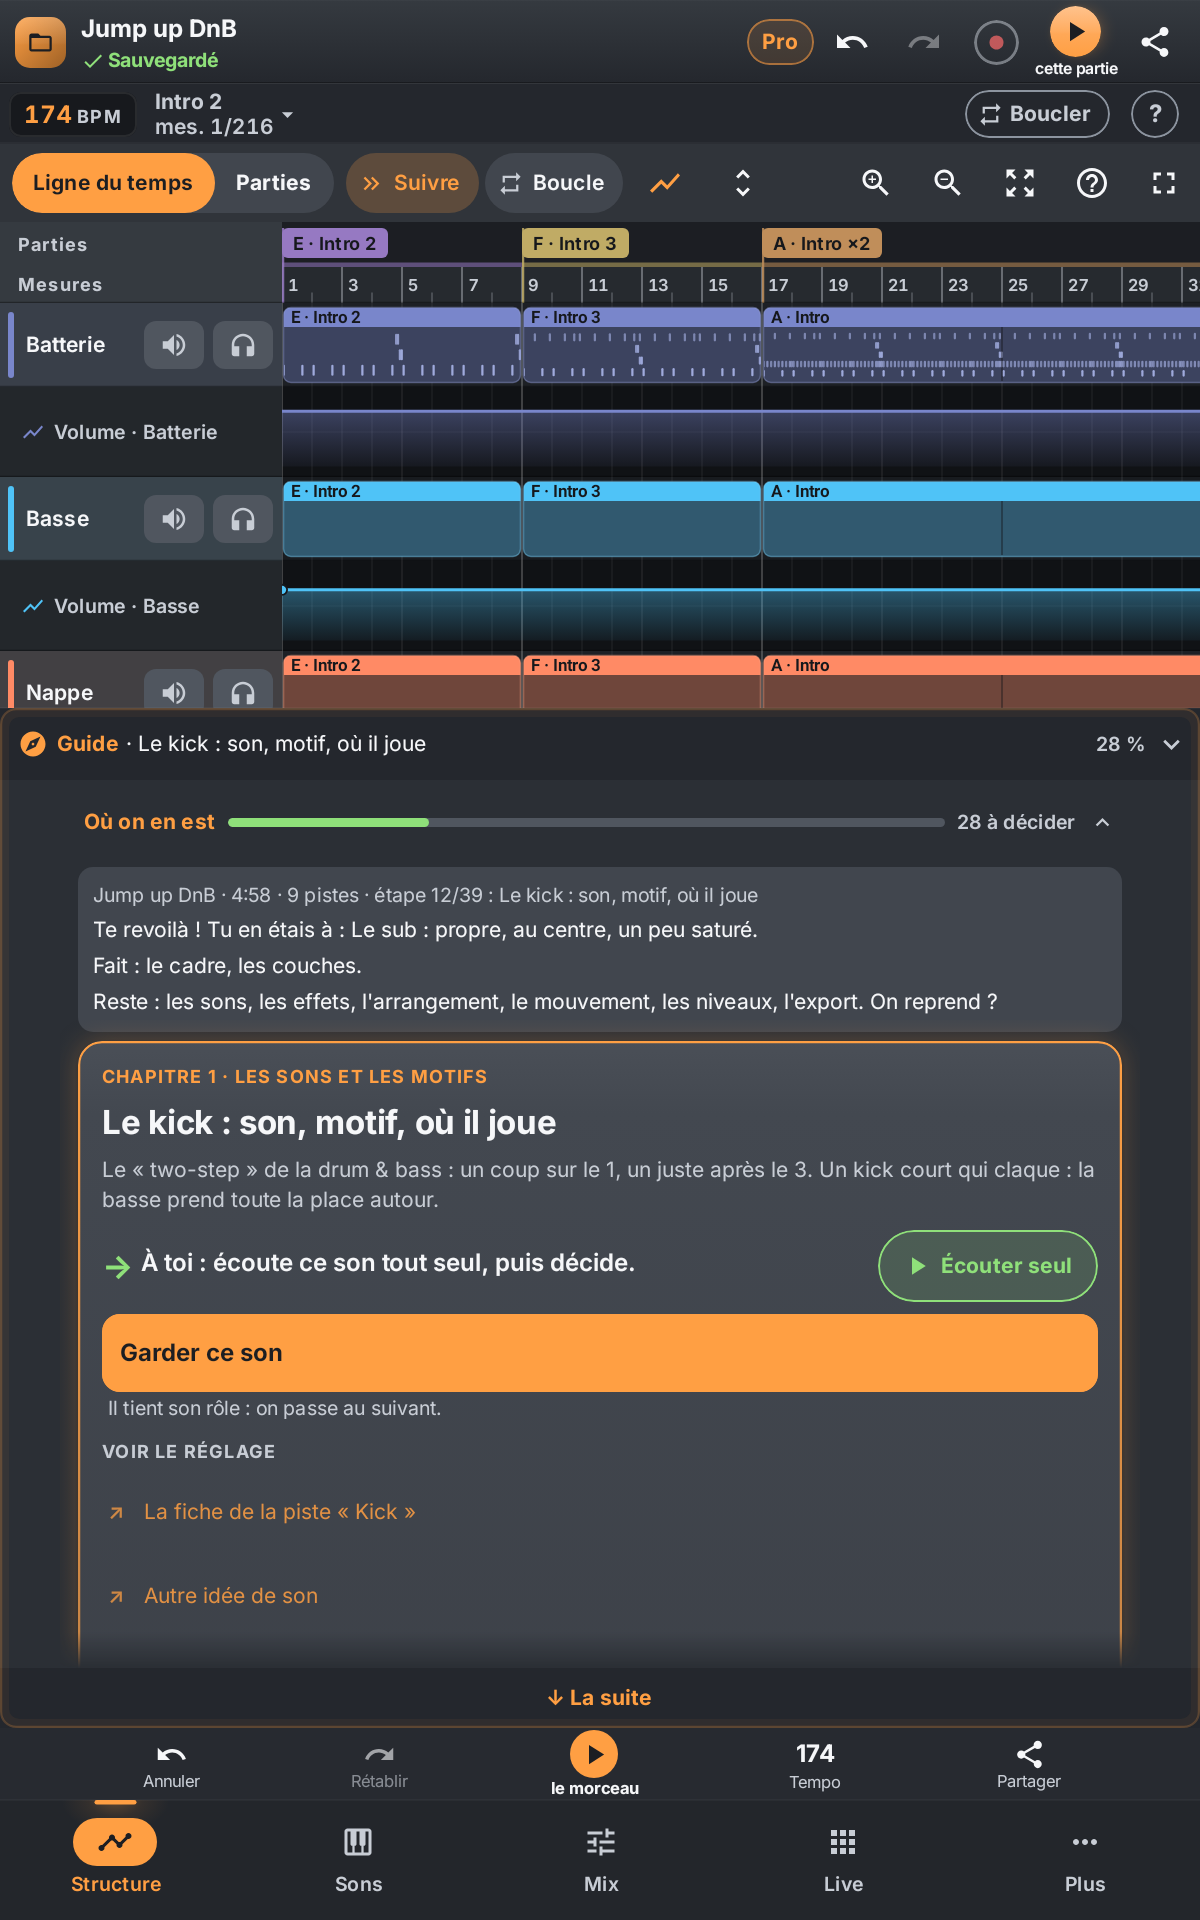 Jump up DnB
Sauvegardé
Pro
cette partie
174 BPM
Intro 2
mes. 1/216
Boucler
?
Ligne du temps
Parties
Suivre
Boucle
Parties
E · Intro 2
F · Intro 3
A · Intro ×2
Mesures
1 3 5 7 9 11 13 15 17 19 21 23 25 27 29
Batterie
E · Intro 2
F · Intro 3
A · Intro
Volume · Batterie
Basse
E · Intro 2
F · Intro 3
A · Intro
Volume · Basse
Nappe
E · Intro 2
F · Intro 3
A · Intro
Guide · Le kick : son, motif, où il joue
28 %
Où on en est
28 à décider
Jump up DnB · 4:58 · 9 pistes · étape 12/39 : Le kick : son, motif, où il joue
Te revoilà ! Tu en étais à : Le sub : propre, au centre, un peu saturé.
Fait : le cadre, les couches.
Reste : les sons, les effets, l'arrangement, le mouvement, les niveaux, l'export. On reprend ?
CHAPITRE 1 · LES SONS ET LES MOTIFS
Le kick : son, motif, où il joue
Le « two-step » de la drum & bass : un coup sur le 1, un juste après le 3. Un kick court qui claque : la
basse prend toute la place autour.
À toi : écoute ce son tout seul, puis décide.
Écouter seul
Garder ce son
Il tient son rôle : on passe au suivant.
VOIR LE RÉGLAGE
La fiche de la piste « Kick »
Autre idée de son
La suite
Annuler
Rétablir
le morceau
174
Tempo
Partager
Structure
Sons
Mix
Live
Plus